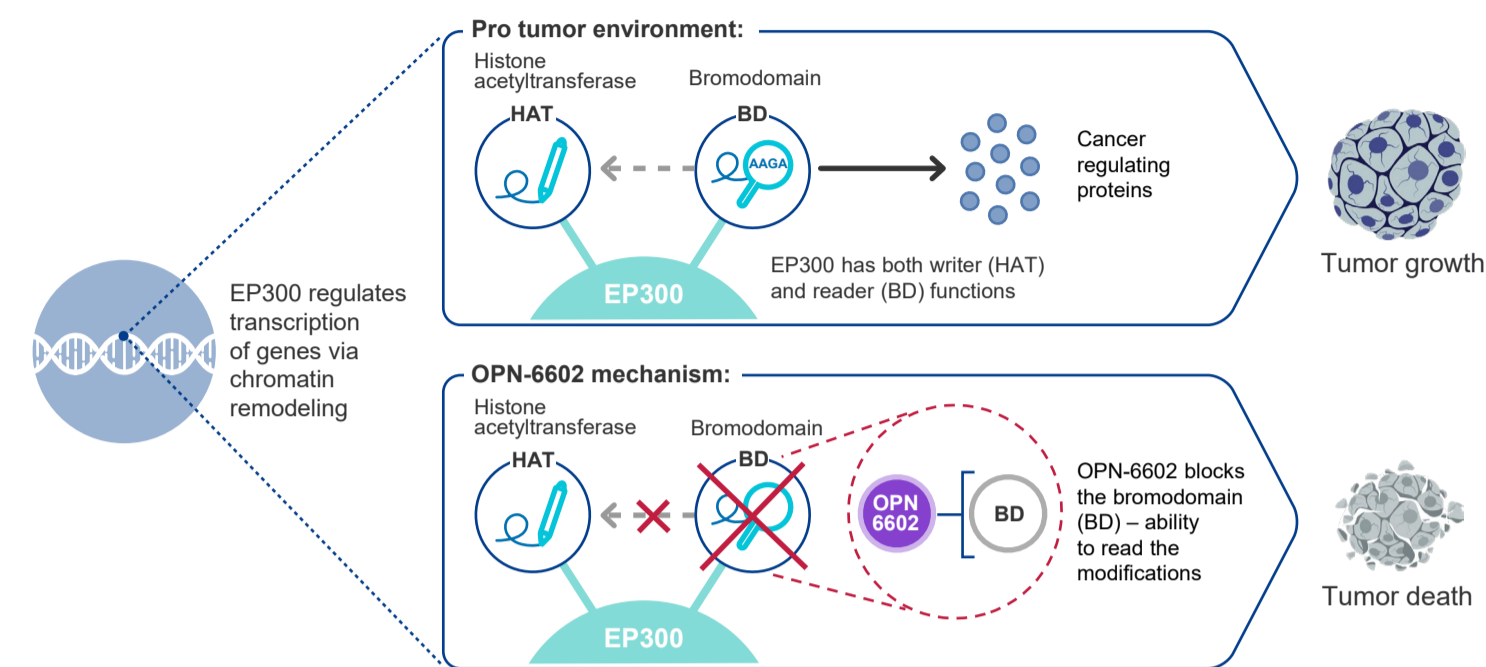 EP300 regulates
transcription
of genes via
chromatin
remodeling
Pro tumor environment:
Histone
acetyltransferase
HAT
Bromodomain
BD
AAGA
Cancer
regulating
proteins
EP300 has both writer (HAT)
and reader (BD) functions
EP300
Tumor growth
OPN-6602 mechanism:
Histone
acetyltransferase
HAT
Bromodomain
BD
OPN
6602
BD
OPN-6602 blocks
the bromodomain
(BD) – ability
to read the
modifications
EP300
Tumor death